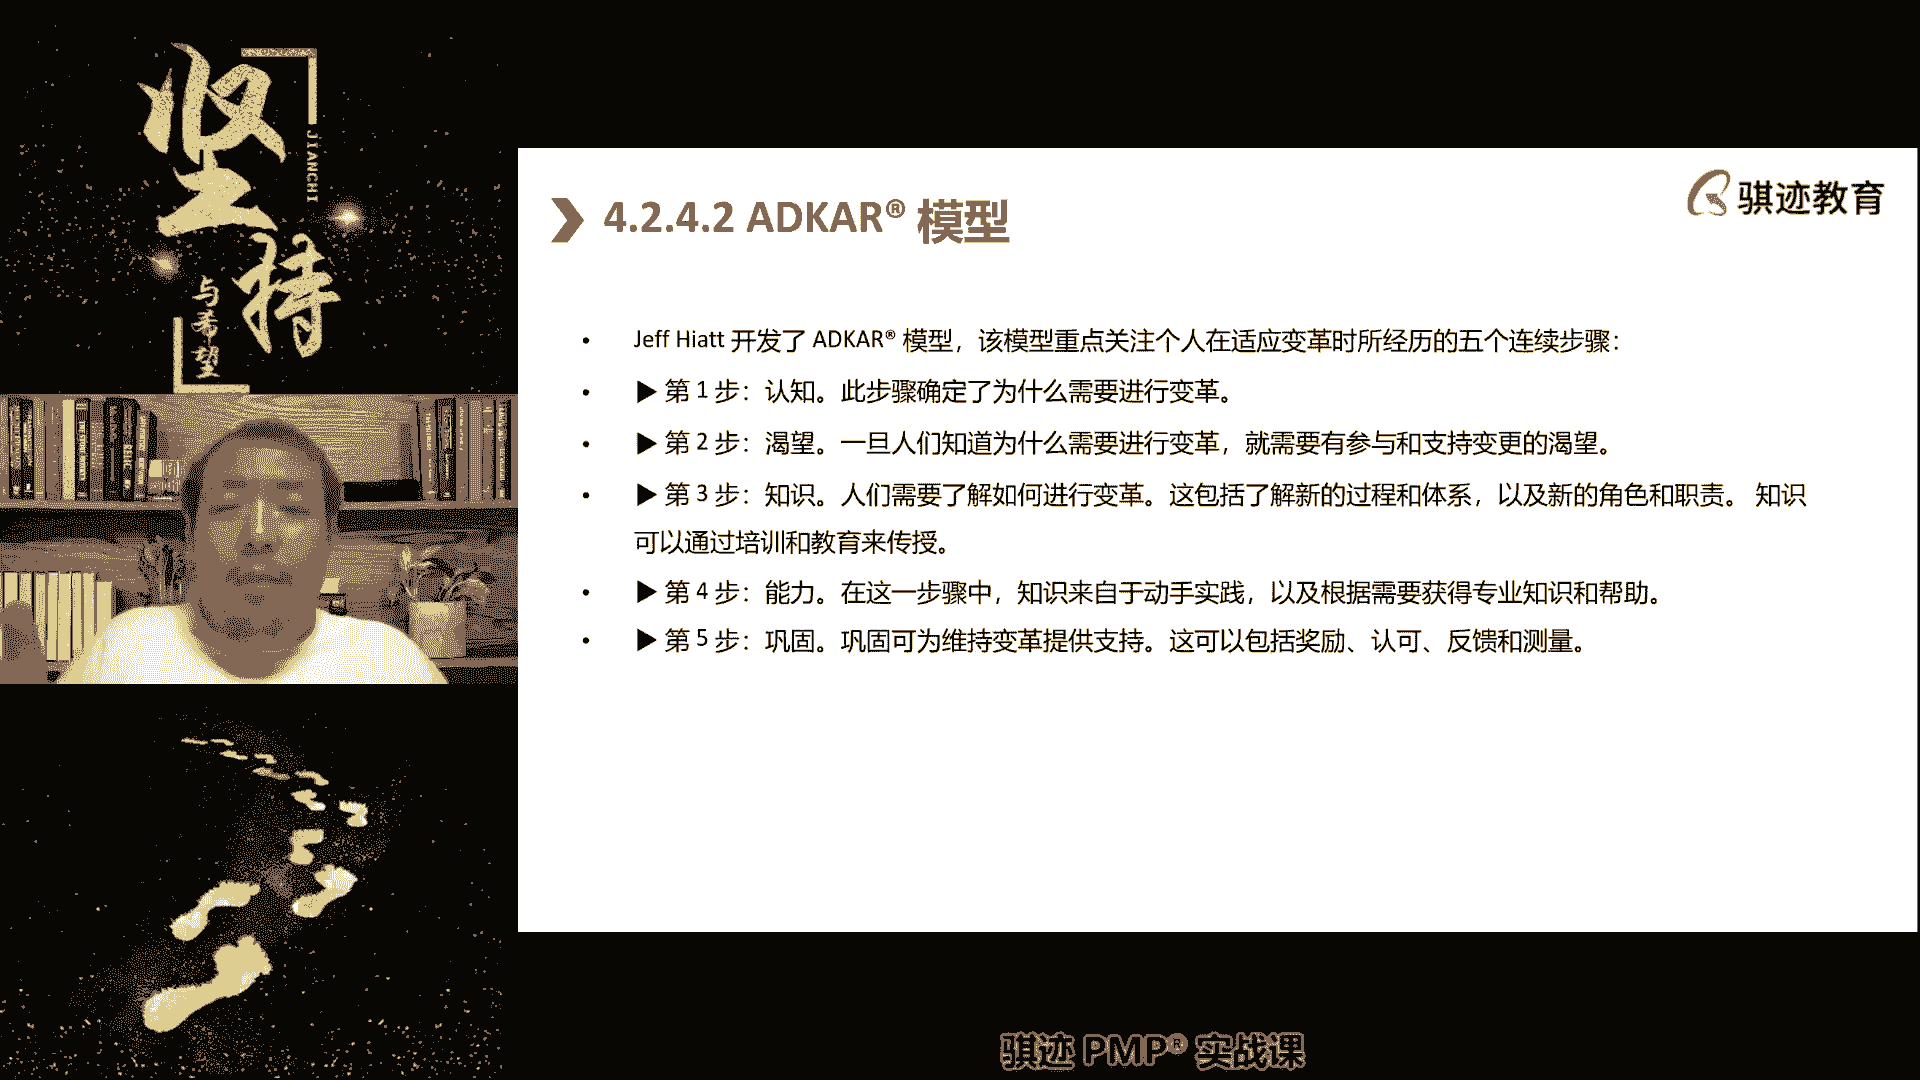 坚持
JIANCHI
与希望
骐迹教育
4.2.4.2 ADKAR® 模型
• Jeff Hiatt 开发了 ADKAR® 模型，该模型重点关注个人在适应变革时所经历的五个连续步骤：
• ▶ 第 1 步：认知。此步骤确定了为什么需要进行变革。
• ▶ 第 2 步：渴望。一旦人们知道为什么需要进行变革，就需要有参与和支持变更的渴望。
• ▶ 第 3 步：知识。人们需要了解如何进行变革。这包括了解新的过程和体系，以及新的角色和职责。 知识
可以通过培训和教育来传授。
• ▶ 第 4 步：能力。在这一步骤中，知识来自于动手实践，以及根据需要获得专业知识和帮助。
• ▶ 第 5 步：巩固。巩固可为维持变革提供支持。这可以包括奖励、认可、反馈和测量。
骐迹 PMP® 实战课